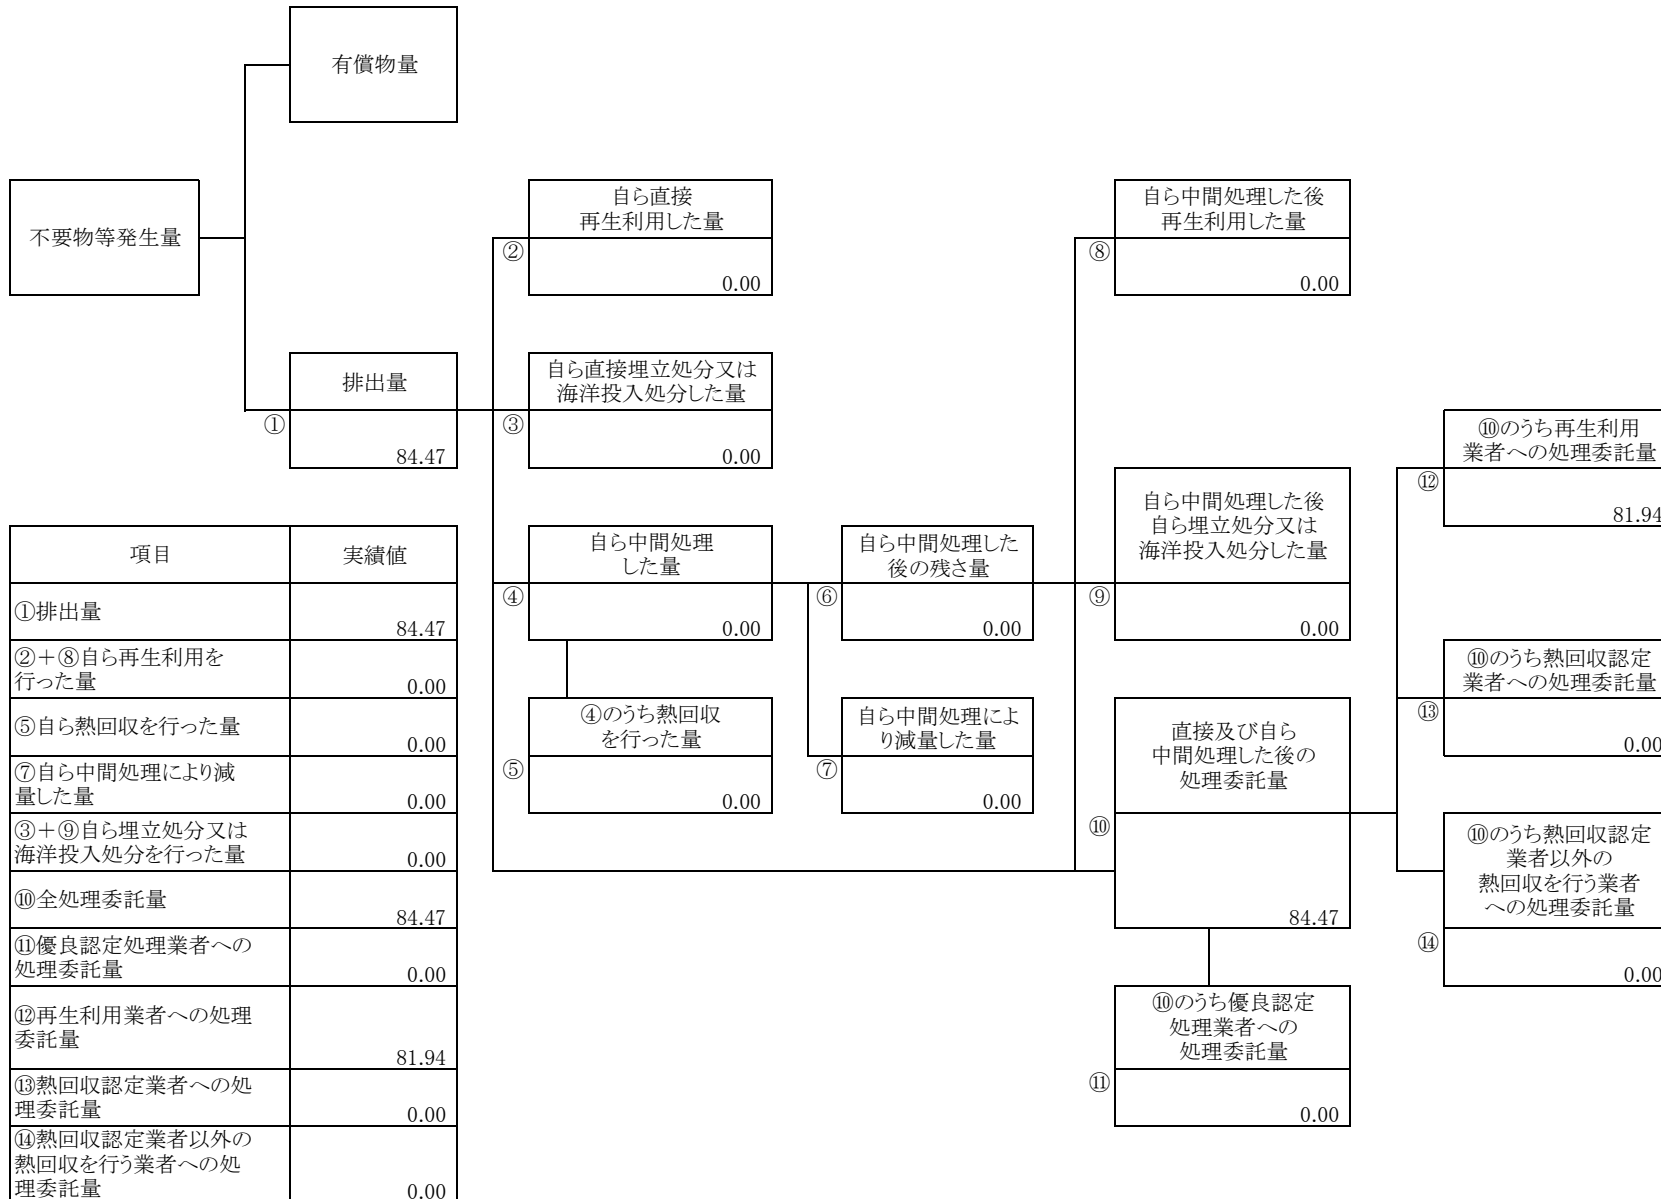 有償物量
不要物等発生量
自ら直接
再生利用した量
②
0.00
自ら中間処理した後
再生利用した量
⑧
0.00
排出量
①
84.47
自ら直接埋立処分又は
海洋投入処分した量
③
0.00
⑩のうち再生利用
業者への処理委託量
⑫
81.94
自ら中間処理した後
自ら埋立処分又は
海洋投入処分した量
⑨
0.00
自ら中間処理
した量
④
0.00
自ら中間処理した
後の残さ量
⑥
0.00
④のうち熱回収
を行った量
⑤
0.00
自ら中間処理によ
り減量した量
⑦
0.00
直接及び自ら
中間処理した後の
処理委託量
⑩
84.47
⑩のうち熱回収認定
業者への処理委託量
⑬
0.00
⑩のうち熱回収認定
業者以外の
熱回収を行う業者
への処理委託量
⑭
0.00
⑩のうち優良認定
処理業者への
処理委託量
⑪
0.00
項目 実績値
①排出量
84.47
②＋⑧自ら再生利用を
行った量
0.00
⑤自ら熱回収を行った量
0.00
⑦自ら中間処理により減
量した量
0.00
③＋⑨自ら埋立処分又は
海洋投入処分を行った量
0.00
⑩全処理委託量
84.47
⑪優良認定処理業者への
処理委託量
0.00
⑫再生利用業者への処理
委託量
81.94
⑬熱回収認定業者への処
理委託量
0.00
⑭熱回収認定業者以外の
熱回収を行う業者への処
理委託量
0.00